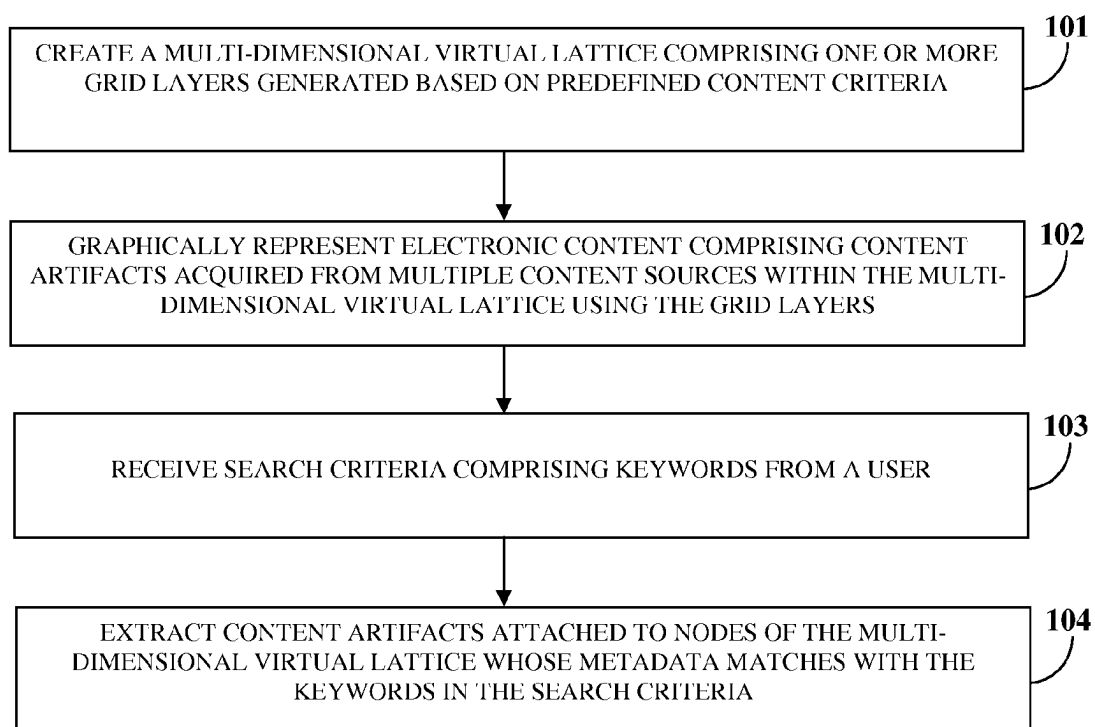 101
CREATE A MULTI-DIMENSIONAL VIRTUAL LATTICE COMPRISING ONE OR MORE
GRID LAYERS GENERATED BASED ON PREDEFINED CONTENT CRITERIA
102
GRAPHICALLY REPRESENT ELECTRONIC CONTENT COMPRISING CONTENT
ARTIFACTS ACQUIRED FROM MULTIPLE CONTENT SOURCES WITHIN THE MULTI-
DIMENSIONAL VIRTUAL LATTICE USING THE GRID LAYERS
103
RECEIVE SEARCH CRITERIA COMPRISING KEYWORDS FROM A USER
104
EXTRACT CONTENT ARTIFACTS ATTACHED TO NODES OF THE MULTI-
DIMENSIONAL VIRTUAL LATTICE WHOSE METADATA MATCHES WITH THE
KEYWORDS IN THE SEARCH CRITERIA